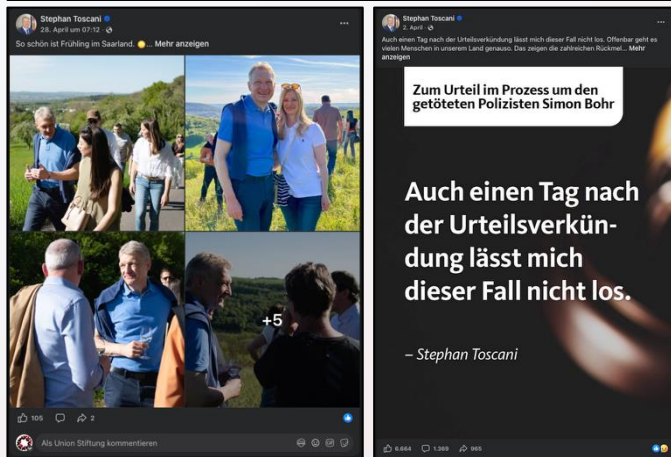 Stephan Toscani
28. April um 07:12 ·
So schön ist Frühling im Saarland. 🌞... Mehr anzeigen
+5
105
2
Als Union Stiftung kommentieren
Stephan Toscani
2. April ·
Auch einen Tag nach der Urteilsverkündung lässt mich dieser Fall nicht los. Offenbar geht es
vielen Menschen in unserem Land genauso. Das zeigen die zahlreichen Rückmel... Mehr
anzeigen
Zum Urteil im Prozess um den
getöteten Polizisten Simon Bohr
Auch einen Tag nach
der Urteilsverkün-
dung lässt mich
dieser Fall nicht los.
– Stephan Toscani
6.664
1.369
965